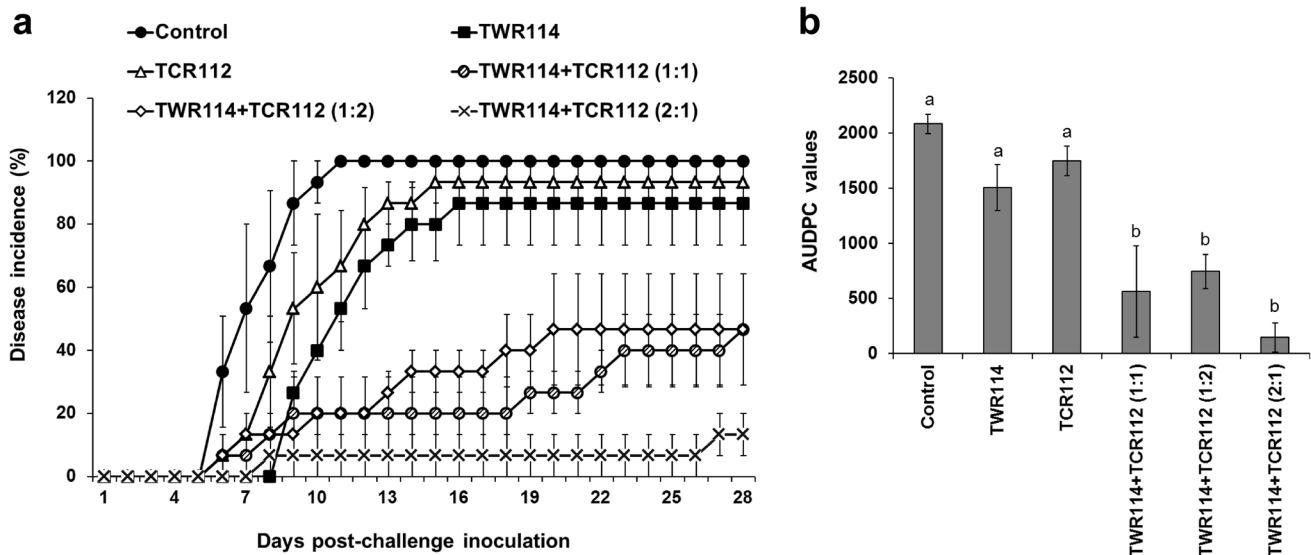 a
Control
TWR114
TCR112
TWR114+TCR112 (1:1)
TWR114+TCR112 (1:2)
TWR114+TCR112 (2:1)
Disease incidence (%)
120
100
80
60
40
20
0
1 4 7 10 13 16 19 22 25 28
Days post-challenge inoculation
b
AUDPC values
2500
2000
1500
1000
500
0
a
a
a
b
b
b
Control
TWR114
TCR112
TWR114+TCR112 (1:1)
TWR114+TCR112 (1:2)
TWR114+TCR112 (2:1)